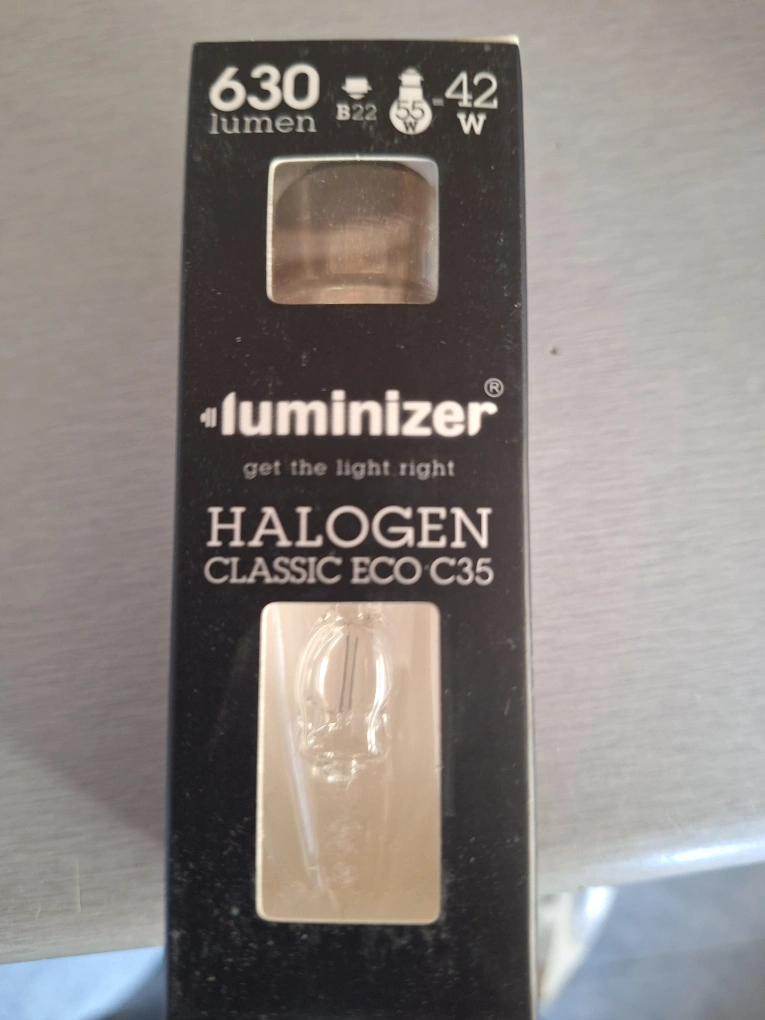 630 B22 55 W - 42 W
lumen
luminizer®
get the light right
HALOGEN
CLASSIC ECO C35